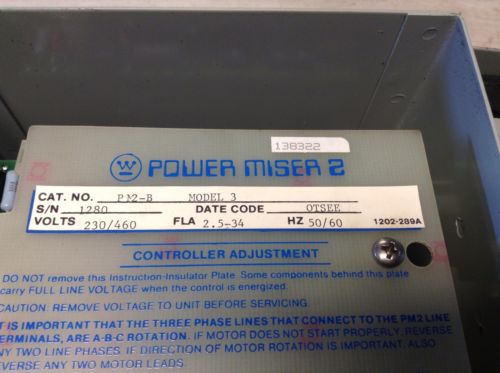 138322
W POWER MISER 2
CAT. NO. PM2-B MODEL 3
S/N 1280 DATE CODE OTSEE
VOLTS 230/460 FLA 2.5-34 HZ 50/60 1202-289A
CONTROLLER ADJUSTMENT
DO NOT remove this Instruction-Insulator Plate. Some components behind this plate
carry FULL LINE VOLTAGE when the control is energized.
CAUTION: REMOVE VOLTAGE TO UNIT BEFORE SERVICING.
IT IS IMPORTANT THAT THE THREE PHASE LINES THAT CONNECT TO THE PM2 LINE
TERMINALS, ARE A-B-C ROTATION. IF MOTOR DOES NOT START PROPERLY, REVERSE
ANY TWO LINE PHASES. IF DIRECTION OF MOTOR ROTATION IS IMPORTANT, ALSO
REVERSE ANY TWO MOTOR LEADS.